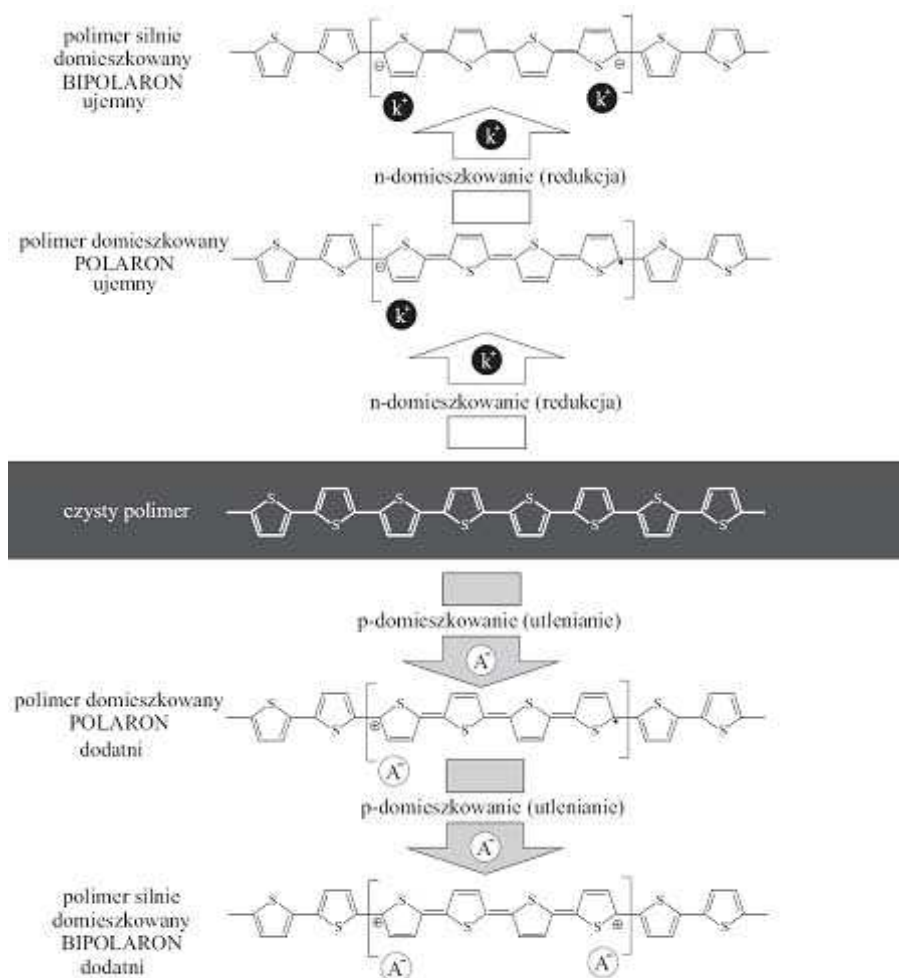 polimer silnie
domieszkowany
BIPOLARON
ujemny
S S S S
S S S S
⊖ ⊖
k⁺ k⁺
k⁺
n-domieszkowanie (redukcja)
polimer domieszkowany
POLARON
ujemny
S S S S
S S S S
⊖
k⁺
k⁺
n-domieszkowanie (redukcja)
czysty polimer
S S S S
S S S S
p-domieszkowanie (utlenianie)
A⁻
polimer domieszkowany
POLARON
dodatni
S S S S
S S S S
⊕
A⁻
p-domieszkowanie (utlenianie)
A⁻
polimer silnie
domieszkowany
BIPOLARON
dodatni
S S S S
S S S S
⊕ ⊕
A⁻ A⁻